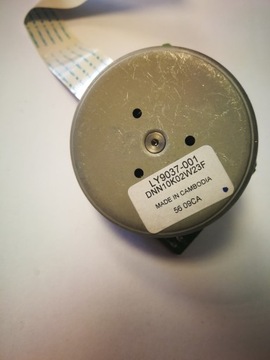 LY9037-001
DNN10K02W23F
MADE IN CAMBODIA
56 09CA